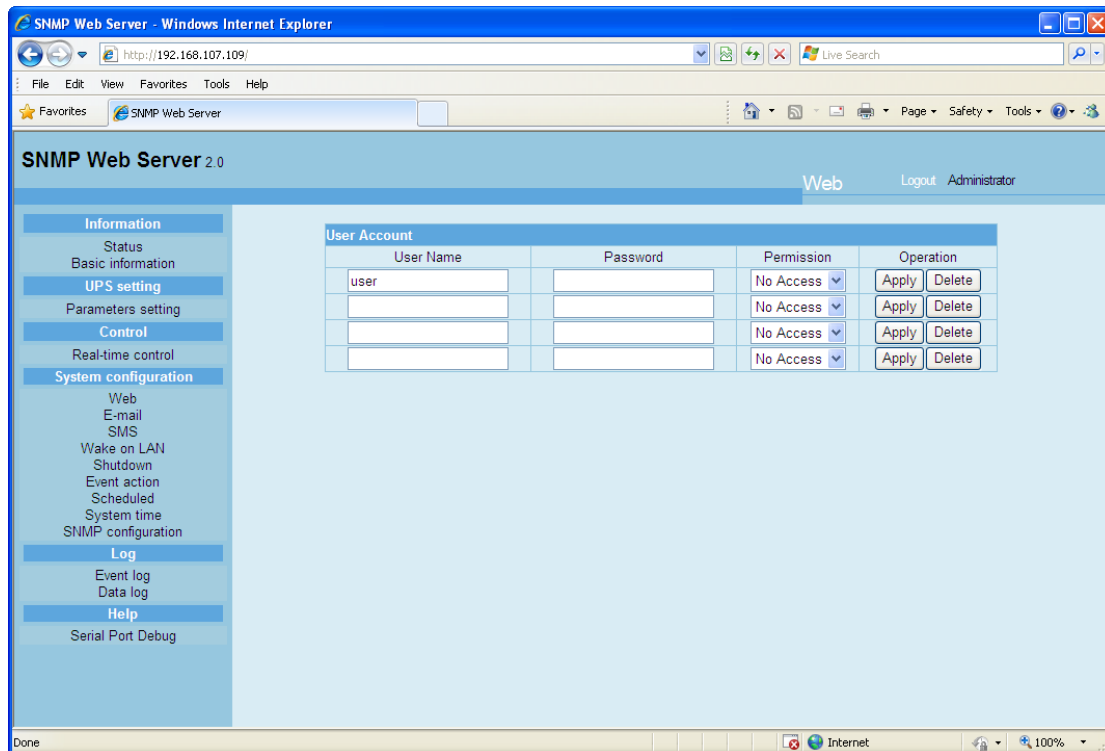 SNMP Web Server - Windows Internet Explorer
http://192.168.107.109/
Live Search
File Edit View Favorites Tools Help
Favorites SNMP Web Server Page Safety Tools
SNMP Web Server 2.0
Web Logout Administrator
Information
Status
Basic information
UPS setting
Parameters setting
Control
Real-time control
System configuration
Web
E-mail
SMS
Wake on LAN
Shutdown
Event action
Scheduled
System time
SNMP configuration
Log
Event log
Data log
Help
Serial Port Debug
User Account
User Name Password Permission Operation
user No Access Apply Delete
No Access Apply Delete
No Access Apply Delete
No Access Apply Delete
Done Internet 100%